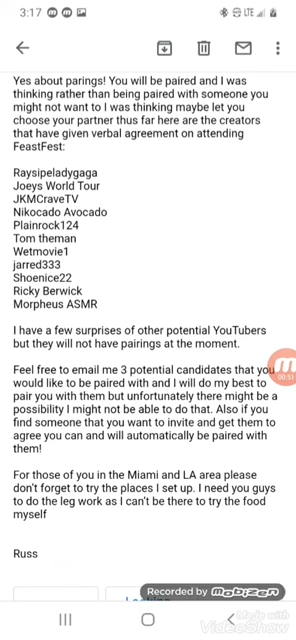 3:17
LTE
Yes about parings! You will be paired and I was
thinking rather than being paired with someone you
might not want to I was thinking maybe let you
choose your partner thus far here are the creators
that have given verbal agreement on attending
FeastFest:
Raysipeladygaga
Joeys World Tour
JKMCraveTV
Nikocado Avocado
Plainrock124
Tom theman
Wetmovie1
jarred333
Shoenice22
Ricky Berwick
Morpheus ASMR
I have a few surprises of other potential YouTubers
but they will not have pairings at the moment.
Feel free to email me 3 potential candidates that you
would like to be paired with and I will do my best to
pair you with them but unfortunately there might be a
possibility I might not be able to do that. Also if you
find someone that you want to invite and get them to
agree you can and will automatically be paired with
them!
00:51
For those of you in the Miami and LA area please
don't forget to try the places I set up. I need you guys
to do the leg work as I can't be there to try the food
myself
Russ
Recorded by mobizen
Made with
VideoShow